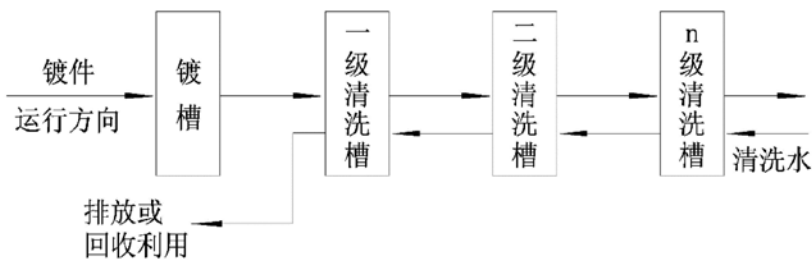 镀件
运行方向
镀槽
一级清洗槽
二级清洗槽
n级清洗槽
清洗水
排放或
回收利用